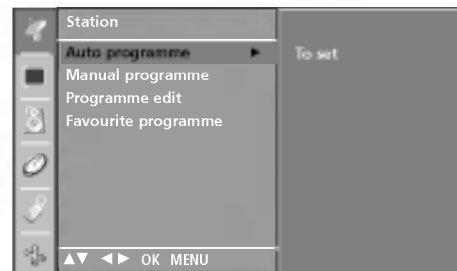 Station
Auto programme ► To set
Manual programme
Programme edit
Favourite programme
▲▼ ◄► OK MENU